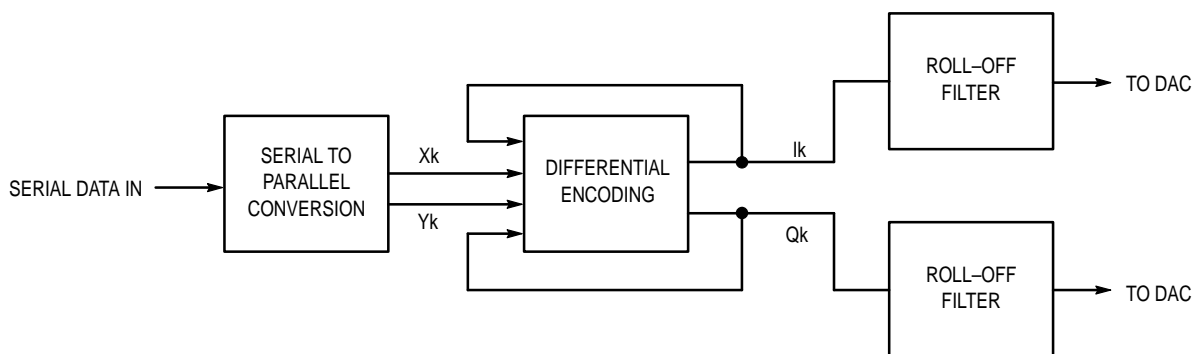 SERIAL DATA IN
SERIAL TO
PARALLEL
CONVERSION
Xk
Yk
DIFFERENTIAL
ENCODING
Ik
Qk
ROLL–OFF
FILTER
TO DAC
ROLL–OFF
FILTER
TO DAC